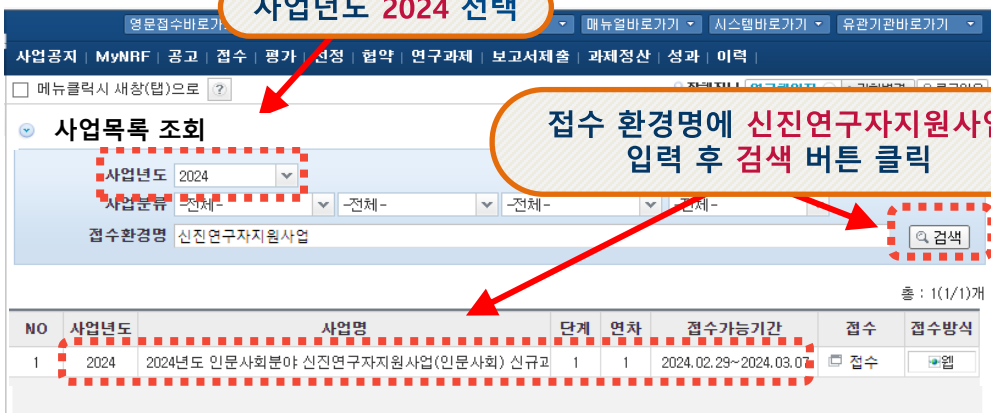 사업년도 2024 선택
영문접수바로가
매뉴얼바로가기
시스템바로가기
유관기관바로가기
사업공지 | MyNRF | 공고 | 접수 | 평가 | 선정 | 협약 | 연구과제 | 보고서제출 | 과제정산 | 성과 | 이력 |
메뉴클릭시 새창(탭)으로 ?
접수 환경명에 신진연구자지원사업
입력 후 검색 버튼 클릭
사업목록 조회
사업년도 2024
사업분류 -전체- -전체- -전체- -전체-
접수환경명 신진연구자지원사업 검색
총 : 1(1/1)개
NO 사업년도 사업명 단계 연차 접수가능기간 접수 접수방식
1 2024 2024년도 인문사회분야 신진연구자지원사업(인문사회) 신규과 1 1 2024.02.29~2024.03.07 접수 웹